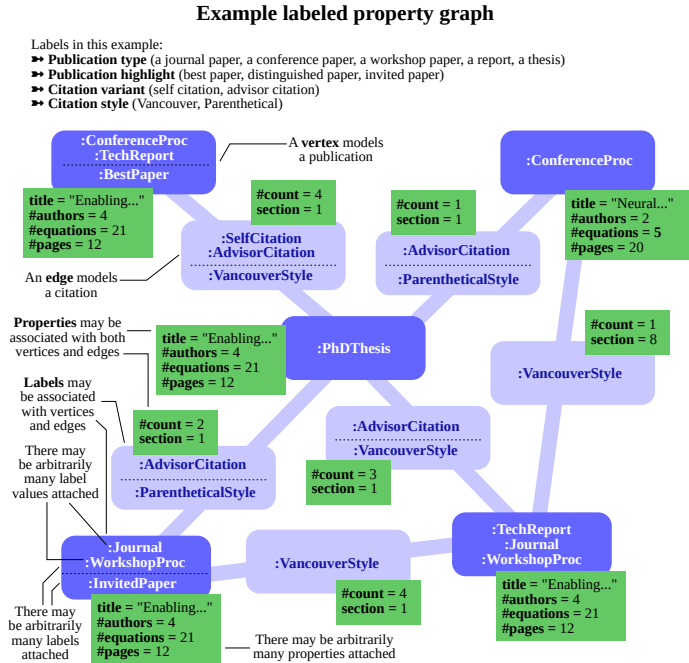 Example labeled property graph
Labels in this example:
➽ Publication type (a journal paper, a conference paper, a workshop paper, a report, a thesis)
➽ Publication highlight (best paper, distinguished paper, invited paper)
➽ Citation variant (self citation, advisor citation)
➽ Citation style (Vancouver, Parenthetical)
:ConferenceProc
:TechReport
:BestPaper
A vertex models
a publication
:ConferenceProc
title = "Enabling..."
#authors = 4
#equations = 21
#pages = 12
#count = 4
section = 1
#count = 1
section = 1
title = "Neural..."
#authors = 2
#equations = 5
#pages = 20
:SelfCitation
:AdvisorCitation
:VancouverStyle
:AdvisorCitation
:ParentheticalStyle
An edge models
a citation
Properties may be
associated with both
vertices and edges
title = "Enabling..."
#authors = 4
#equations = 21
#pages = 12
:PhDThesis
#count = 1
section = 8
:VancouverStyle
Labels may
be associated
with vertices
and edges
#count = 2
section = 1
:AdvisorCitation
:ParentheticalStyle
:AdvisorCitation
:VancouverStyle
#count = 3
section = 1
There may
be arbitrarily
many label
values attached
:Journal
:WorkshopProc
:InvitedPaper
:VancouverStyle
:TechReport
:Journal
:WorkshopProc
#count = 4
section = 1
title = "Enabling..."
#authors = 4
#equations = 21
#pages = 12
title = "Enabling..."
#authors = 4
#equations = 21
#pages = 12
There may
be arbitrarily
many labels
attached
There may be arbitrarily
many properties attached